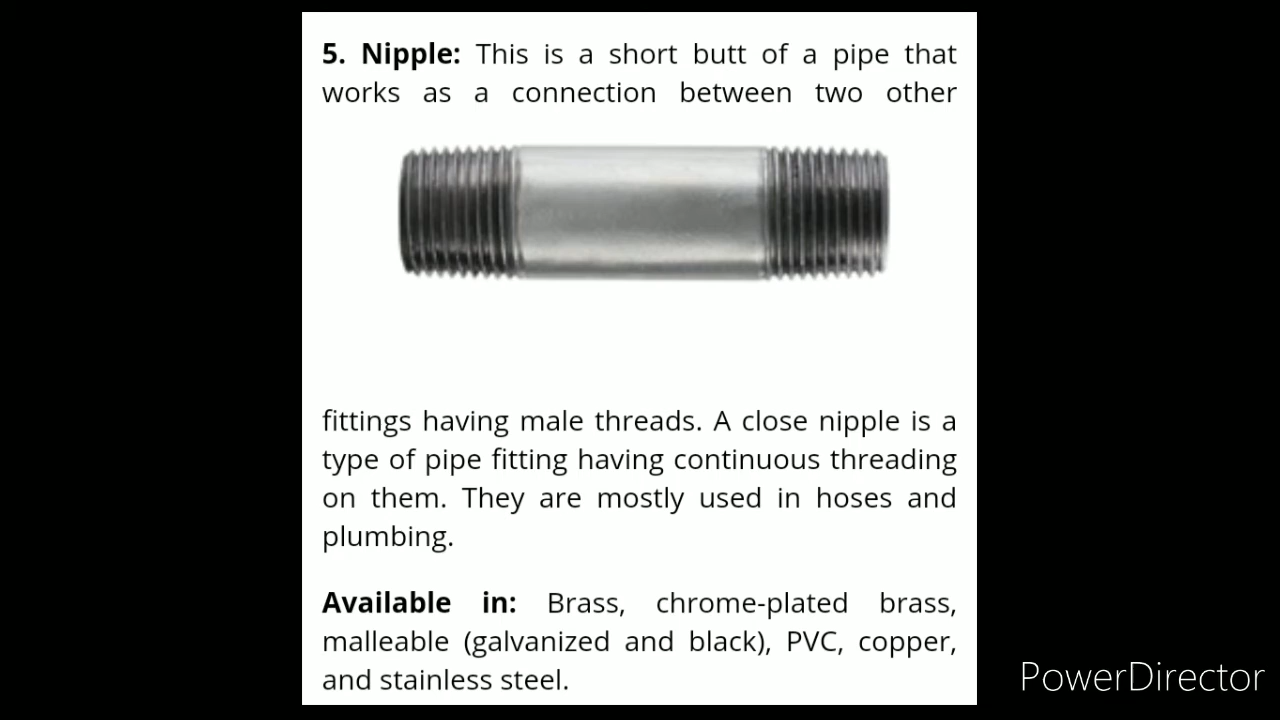 5. Nipple: This is a short butt of a pipe that
works as a connection between two other
fittings having male threads. A close nipple is a
type of pipe fitting having continuous threading
on them. They are mostly used in hoses and
plumbing.
Available in: Brass, chrome-plated brass,
malleable (galvanized and black), PVC, copper,
and stainless steel.
PowerDirector